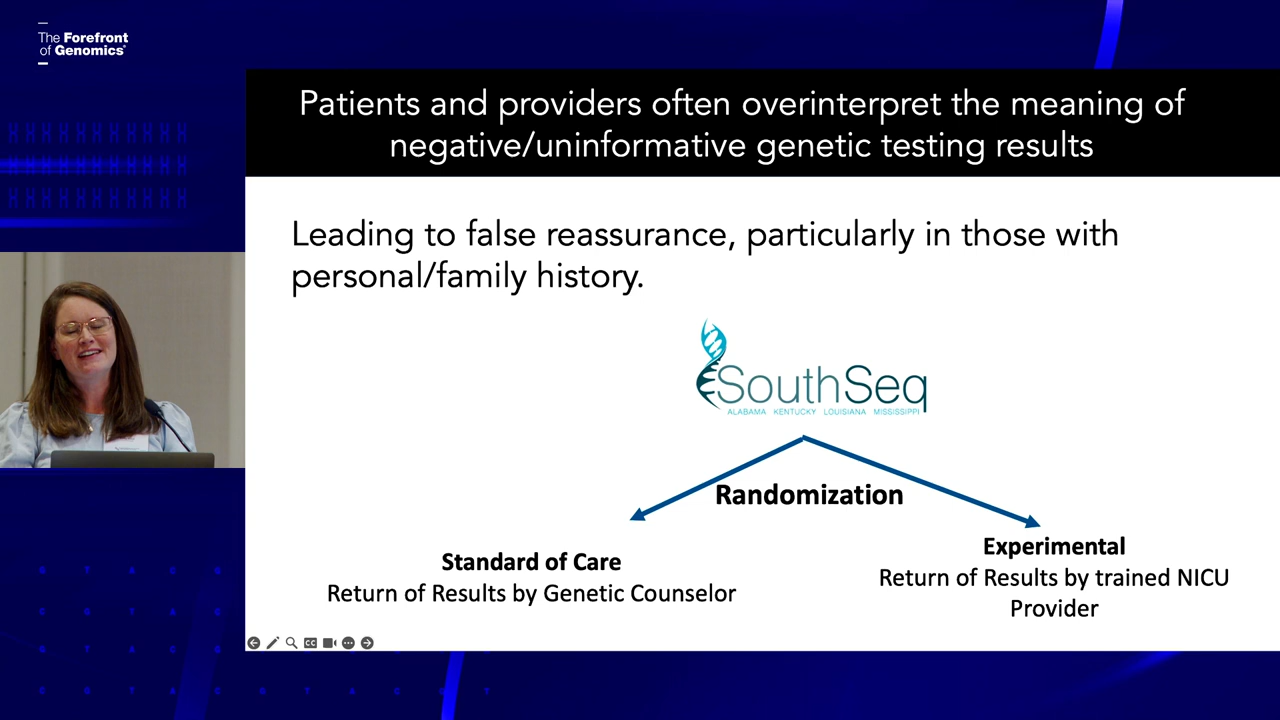 The Forefront
of Genomics®
Patients and providers often overinterpret the meaning of
negative/uninformative genetic testing results
Leading to false reassurance, particularly in those with
personal/family history.
SouthSeq
ALABAMA KENTUCKY LOUISIANA MISSISSIPPI
Randomization
Standard of Care
Return of Results by Genetic Counselor
Experimental
Return of Results by trained NICU
Provider
CC